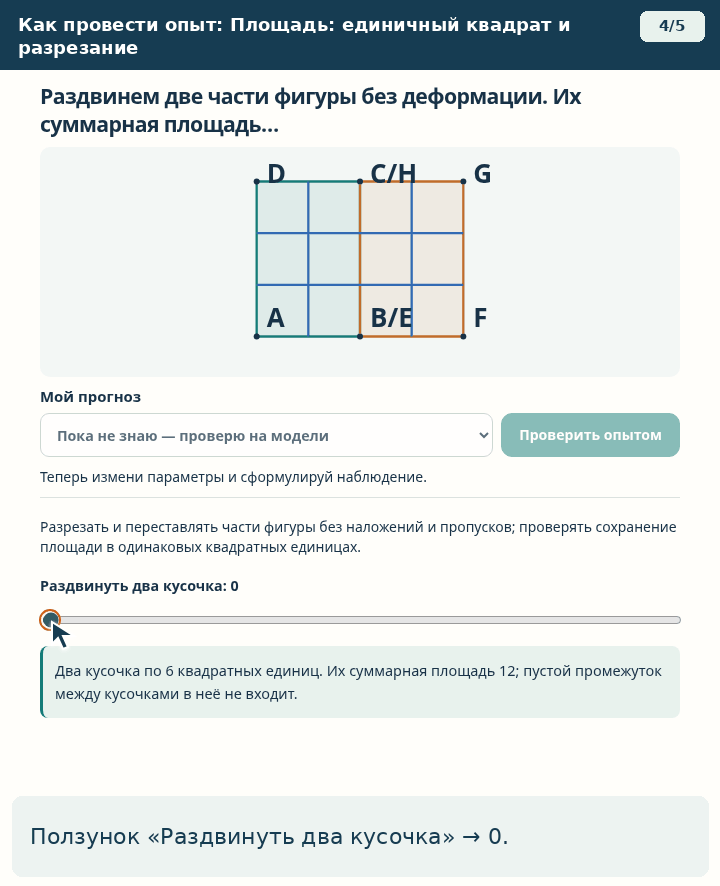 Как провести опыт: Площадь: единичный квадрат и
разрезание
4/5
Раздвинем две части фигуры без деформации. Их
суммарная площадь…
D C/H G
A B/E F
Мой прогноз
Пока не знаю — проверю на модели
Проверить опытом
Теперь измени параметры и сформулируй наблюдение.
Разрезать и переставлять части фигуры без наложений и пропусков; проверять сохранение
площади в одинаковых квадратных единицах.
Раздвинуть два кусочка: 0
Два кусочка по 6 квадратных единиц. Их суммарная площадь 12; пустой промежуток
между кусочками в неё не входит.
Ползунок «Раздвинуть два кусочка» → 0.